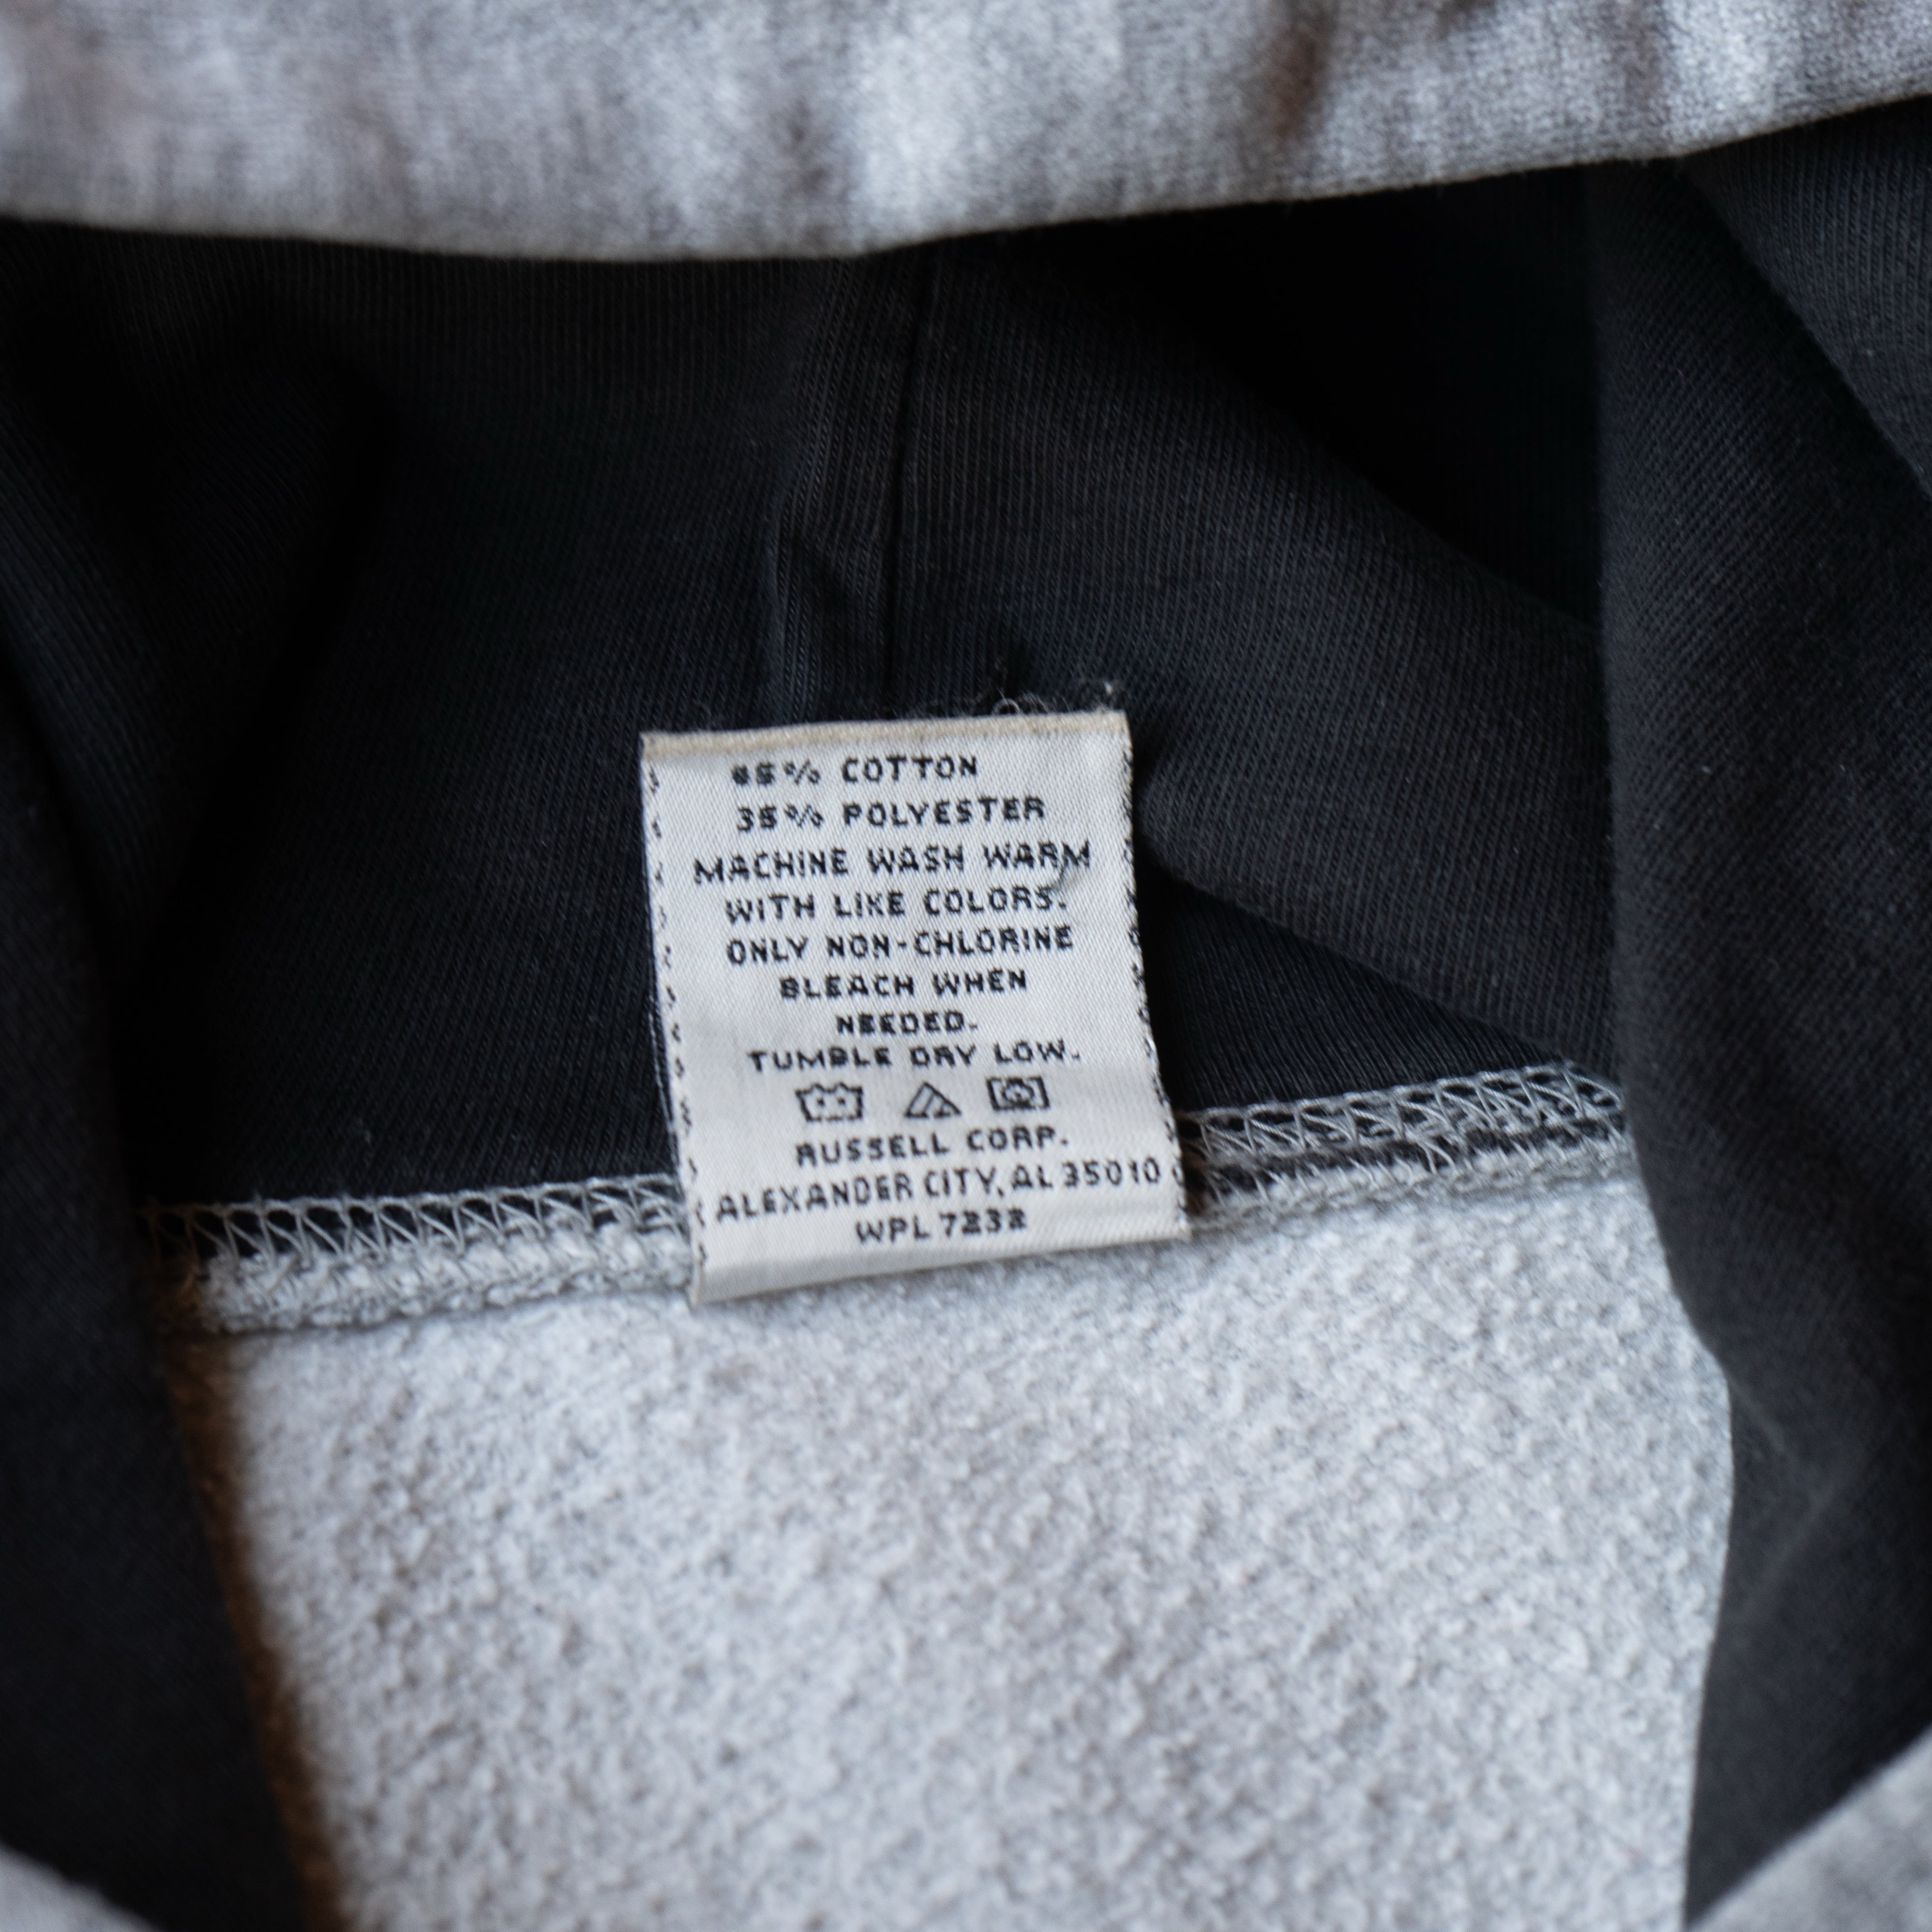 65% COTTON
35% POLYESTER
MACHINE WASH WARM
WITH LIKE COLORS.
ONLY NON-CHLORINE
BLEACH WHEN
NEEDED.
TUMBLE DRY LOW.
RUSSELL CORP.
ALEXANDER CITY, AL 35010
WPL 7232